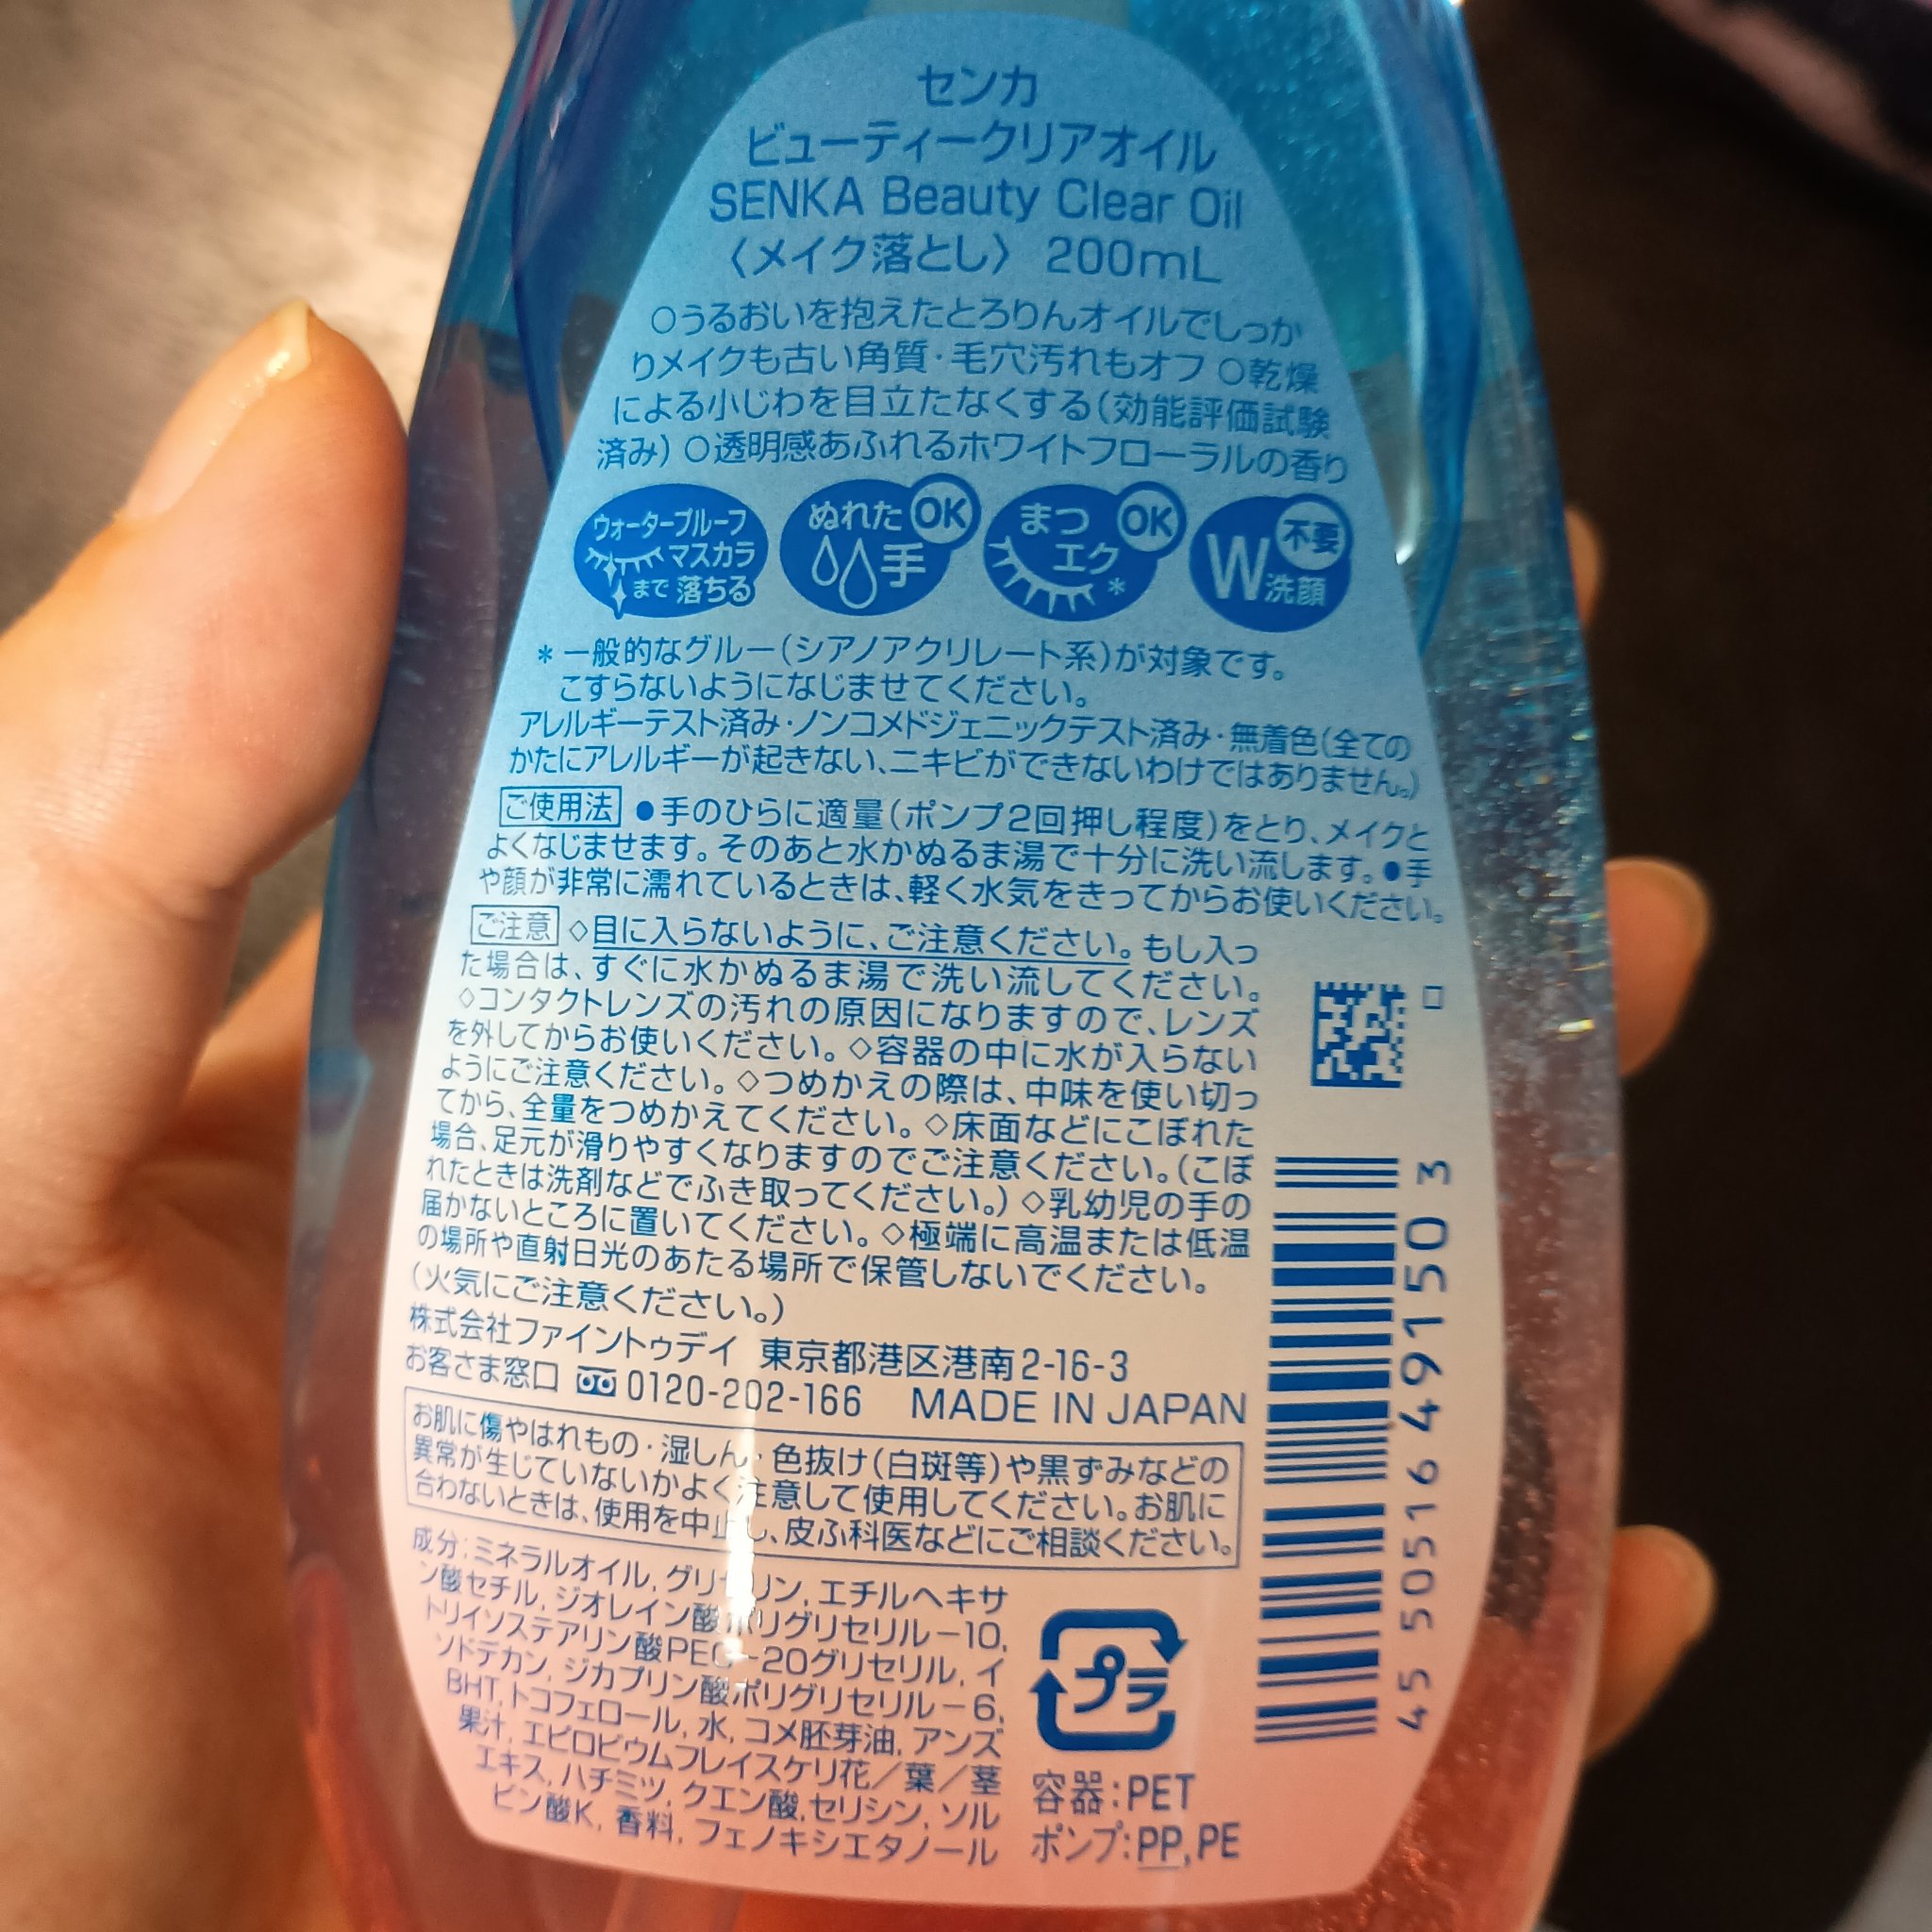 センカ
ビューティークリアオイル
SENKA Beauty Clear Oil
〈メイク落とし〉 200mL
○うるおいを抱えたとろりんオイルでしっか
りメイクも古い角質・毛穴汚れもオフ ○乾燥
による小じわを目立たなくする(効能評価試験
済み) ○透明感あふれるホワイトフローラルの香り
ウォータープルーフ
マスカラ
まで 落ちる
ぬれた OK
手
まつ OK
エク*
W 不要
洗顔
*一般的なグルー(シアノアクリレート系)が対象です。
こすらないようになじませてください。
アレルギーテスト済み・ノンコメドジェニックテスト済み・無着色(全ての
かたにアレルギーが起きない、ニキビができないわけではありません。)
ご使用法 ●手のひらに適量(ポンプ2回押し程度)をとり、メイクと
よくなじませます。そのあと水かぬるま湯で十分に洗い流します。●手
や顔が非常に濡れているときは、軽く水気をきってからお使いください。
ご注意 ◇目に入らないように、ご注意ください。もし入っ
た場合は、すぐに水かぬるま湯で洗い流してください。
◇コンタクトレンズの汚れの原因になりますので、レンズ
を外してからお使いください。◇容器の中に水が入らない
ようにご注意ください。◇つめかえの際は、中味を使い切っ
てから、全量をつめかえてください。◇床面などにこぼれた
場合、足元が滑りやすくなりますのでご注意ください。(こぼ
れたときは洗剤などでふき取ってください。)◇乳幼児の手の
届かないところに置いてください。◇極端に高温または低温
の場所や直射日光のあたる場所で保管しないでください。
(火気にご注意ください。)
株式会社ファイントゥデイ 東京都港区港南2-16-3
お客さま窓口 0120-202-166 MADE IN JAPAN
お肌に傷やはれもの・湿しん・色抜け(白斑等)や黒ずみなどの
異常が生じていないかよく注意して使用してください。お肌に
合わないときは、使用を中止し、皮ふ科医などにご相談ください。
成分:ミネラルオイル, グリセリン, エチルヘキサ
ン酸セチル, ジオレイン酸ポリグリセリル-10,
トリイソステアリン酸PEG-20グリセリル, イ
ソドデカン, ジカプリン酸ポリグリセリル-6,
BHT, トコフェロール, 水, コメ胚芽油, アンズ
果汁, エピロビウムフレイスケリ花/葉/茎
エキス, ハチミツ, クエン酸, セリシン, ソル
ビン酸K, 香料, フェノキシエタノール
プラ
容器:PET
ポンプ:PP, PE
4550516491503